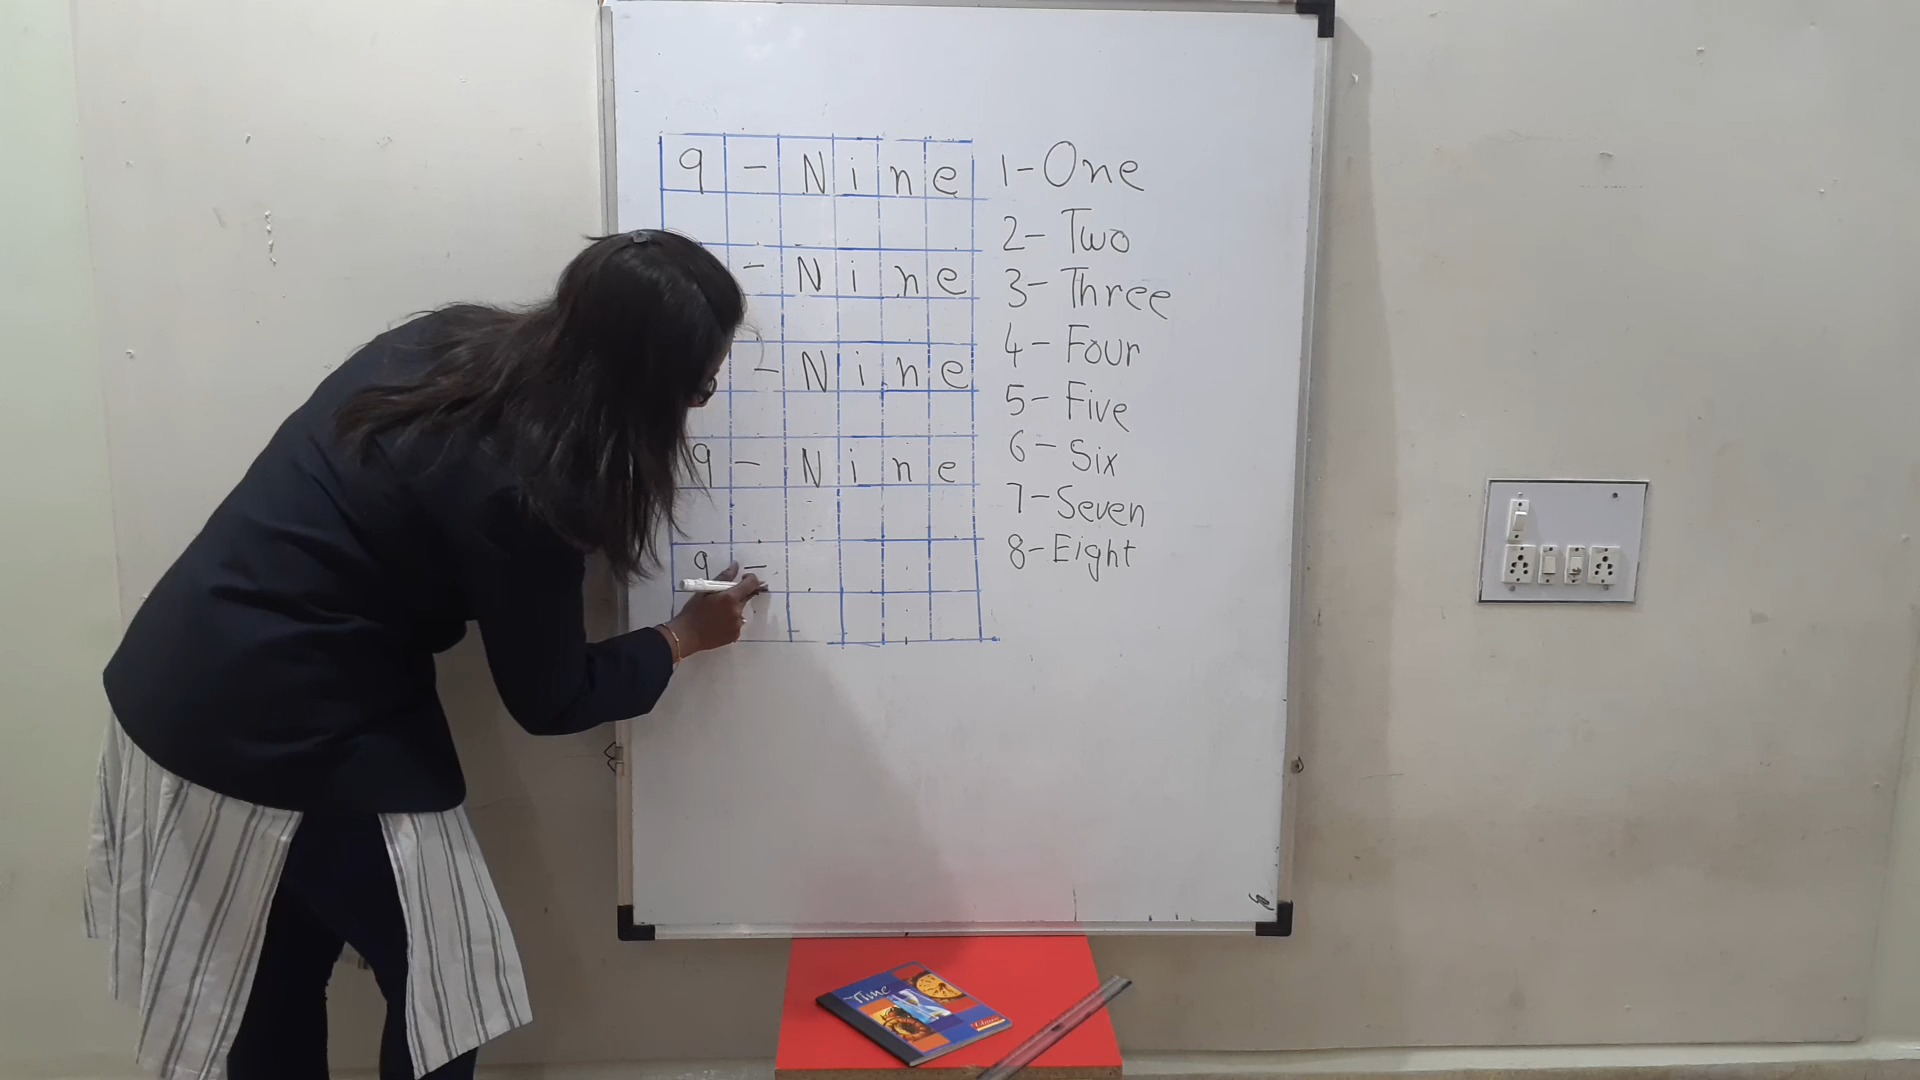 9 - Nine
- Nine
- Nine
9 - Nine
9 -
1 - One
2 - Two
3 - Three
4 - Four
5 - Five
6 - Six
7 - Seven
8 - Eight
Time